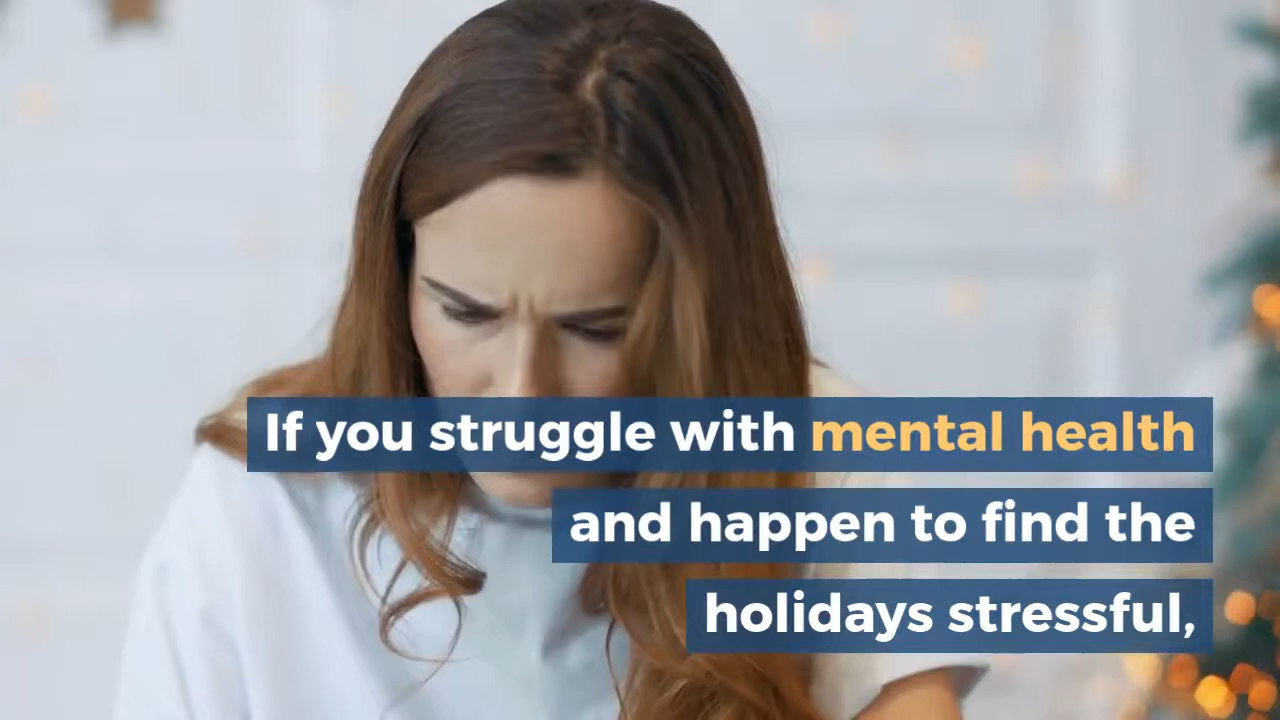 If you struggle with mental health
and happen to find the
holidays stressful,